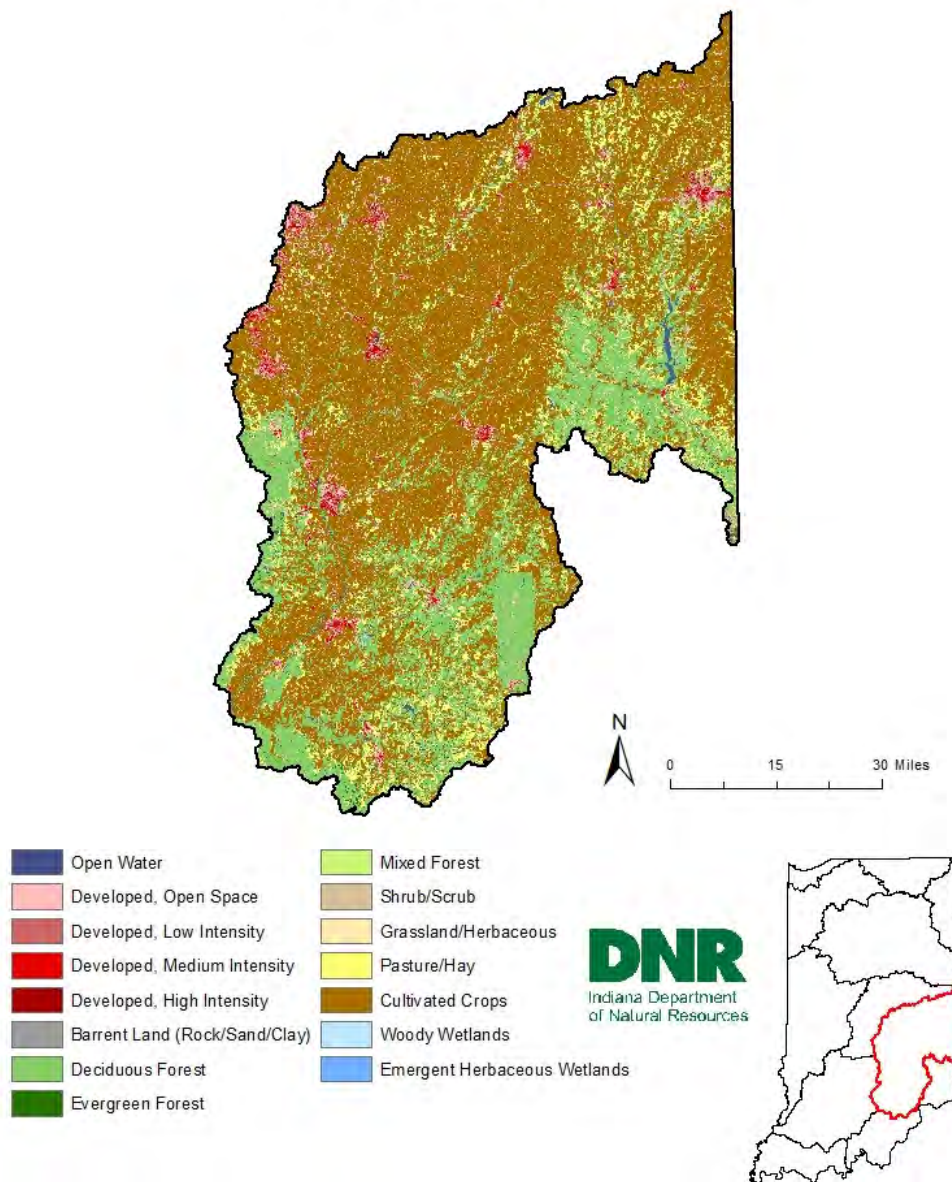 N
0 15 30 Miles
Open Water
Developed, Open Space
Developed, Low Intensity
Developed, Medium Intensity
Developed, High Intensity
Barrent Land (Rock/Sand/Clay)
Deciduous Forest
Evergreen Forest
Mixed Forest
Shrub/Scrub
Grassland/Herbaceous
Pasture/Hay
Cultivated Crops
Woody Wetlands
Emergent Herbaceous Wetlands
DNR
Indiana Department
of Natural Resources